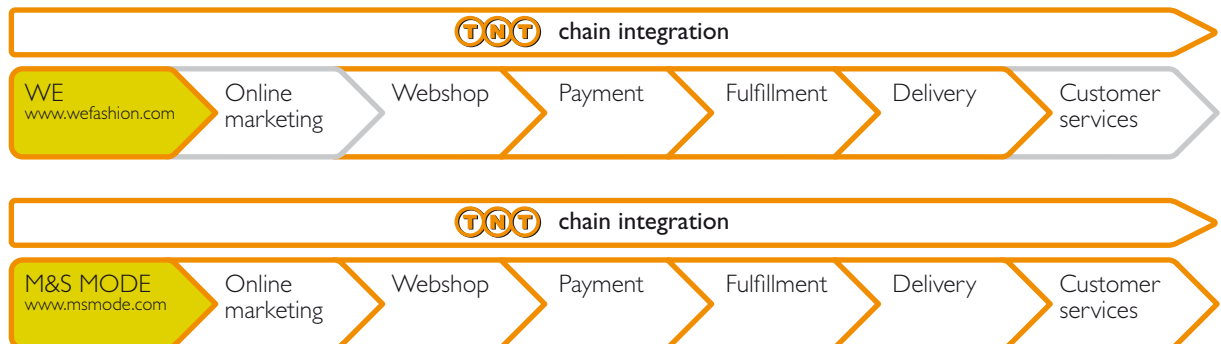 TNT chain integration
WE
www.wefashion.com
Online
marketing
Webshop
Payment
Fulfillment
Delivery
Customer
services
TNT chain integration
M&S MODE
www.msmode.com
Online
marketing
Webshop
Payment
Fulfillment
Delivery
Customer
services